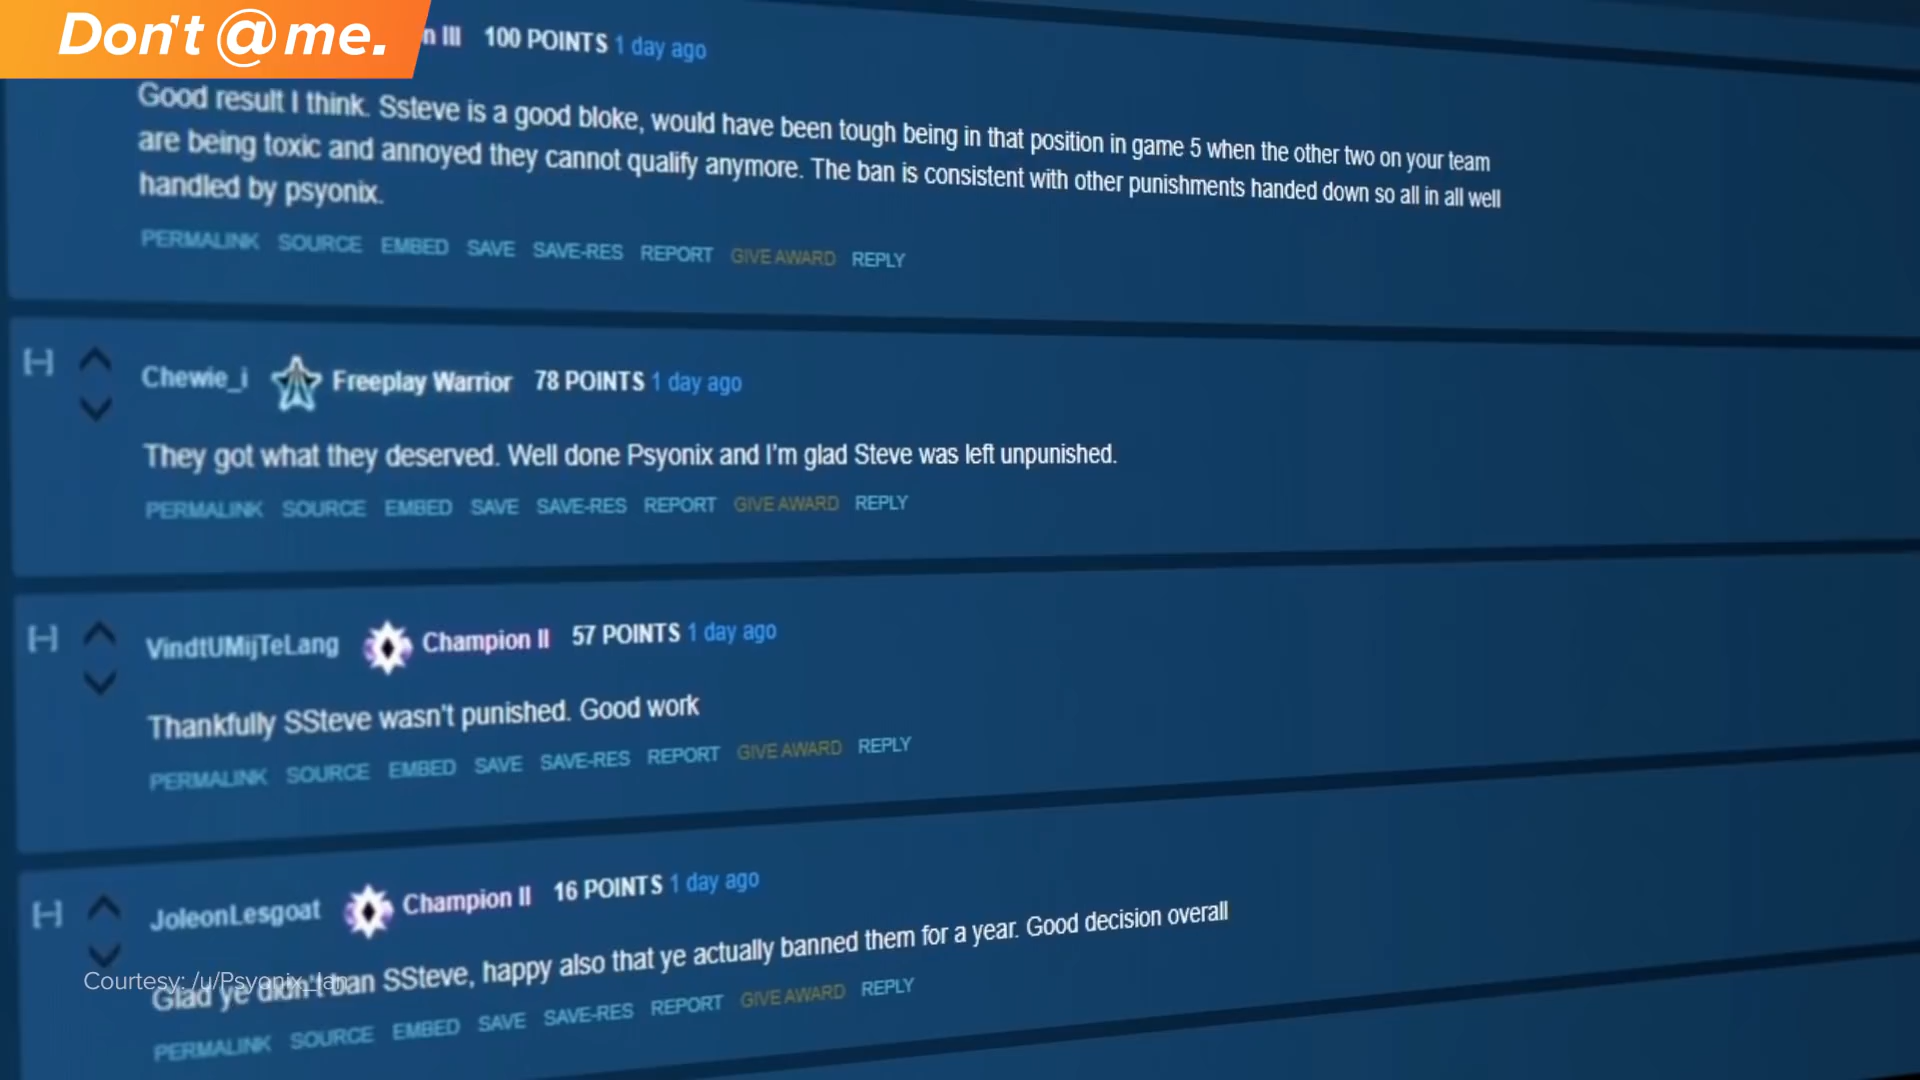 Don't @ me.
n III 100 POINTS 1 day ago
Good result I think. Ssteve is a good bloke, would have been tough being in that position in game 5 when the other two on your team
are being toxic and annoyed they cannot qualify anymore. The ban is consistent with other punishments handed down so all in all well
handled by psyonix.
PERMALINK SOURCE EMBED SAVE SAVE-RES REPORT GIVE AWARD REPLY
[-] Chewie_i Freeplay Warrior 78 POINTS 1 day ago
They got what they deserved. Well done Psyonix and I'm glad Steve was left unpunished.
PERMALINK SOURCE EMBED SAVE SAVE-RES REPORT GIVE AWARD REPLY
[-] VindtUMijTeLang Champion II 57 POINTS 1 day ago
Thankfully SSteve wasn't punished. Good work
PERMALINK SOURCE EMBED SAVE SAVE-RES REPORT GIVE AWARD REPLY
[-] JoleonLesgoat Champion II 16 POINTS 1 day ago
Glad ye didn't ban SSteve, happy also that ye actually banned them for a year. Good decision overall
Courtesy: /u/Psyonix_Ian
PERMALINK SOURCE EMBED SAVE SAVE-RES REPORT GIVE AWARD REPLY